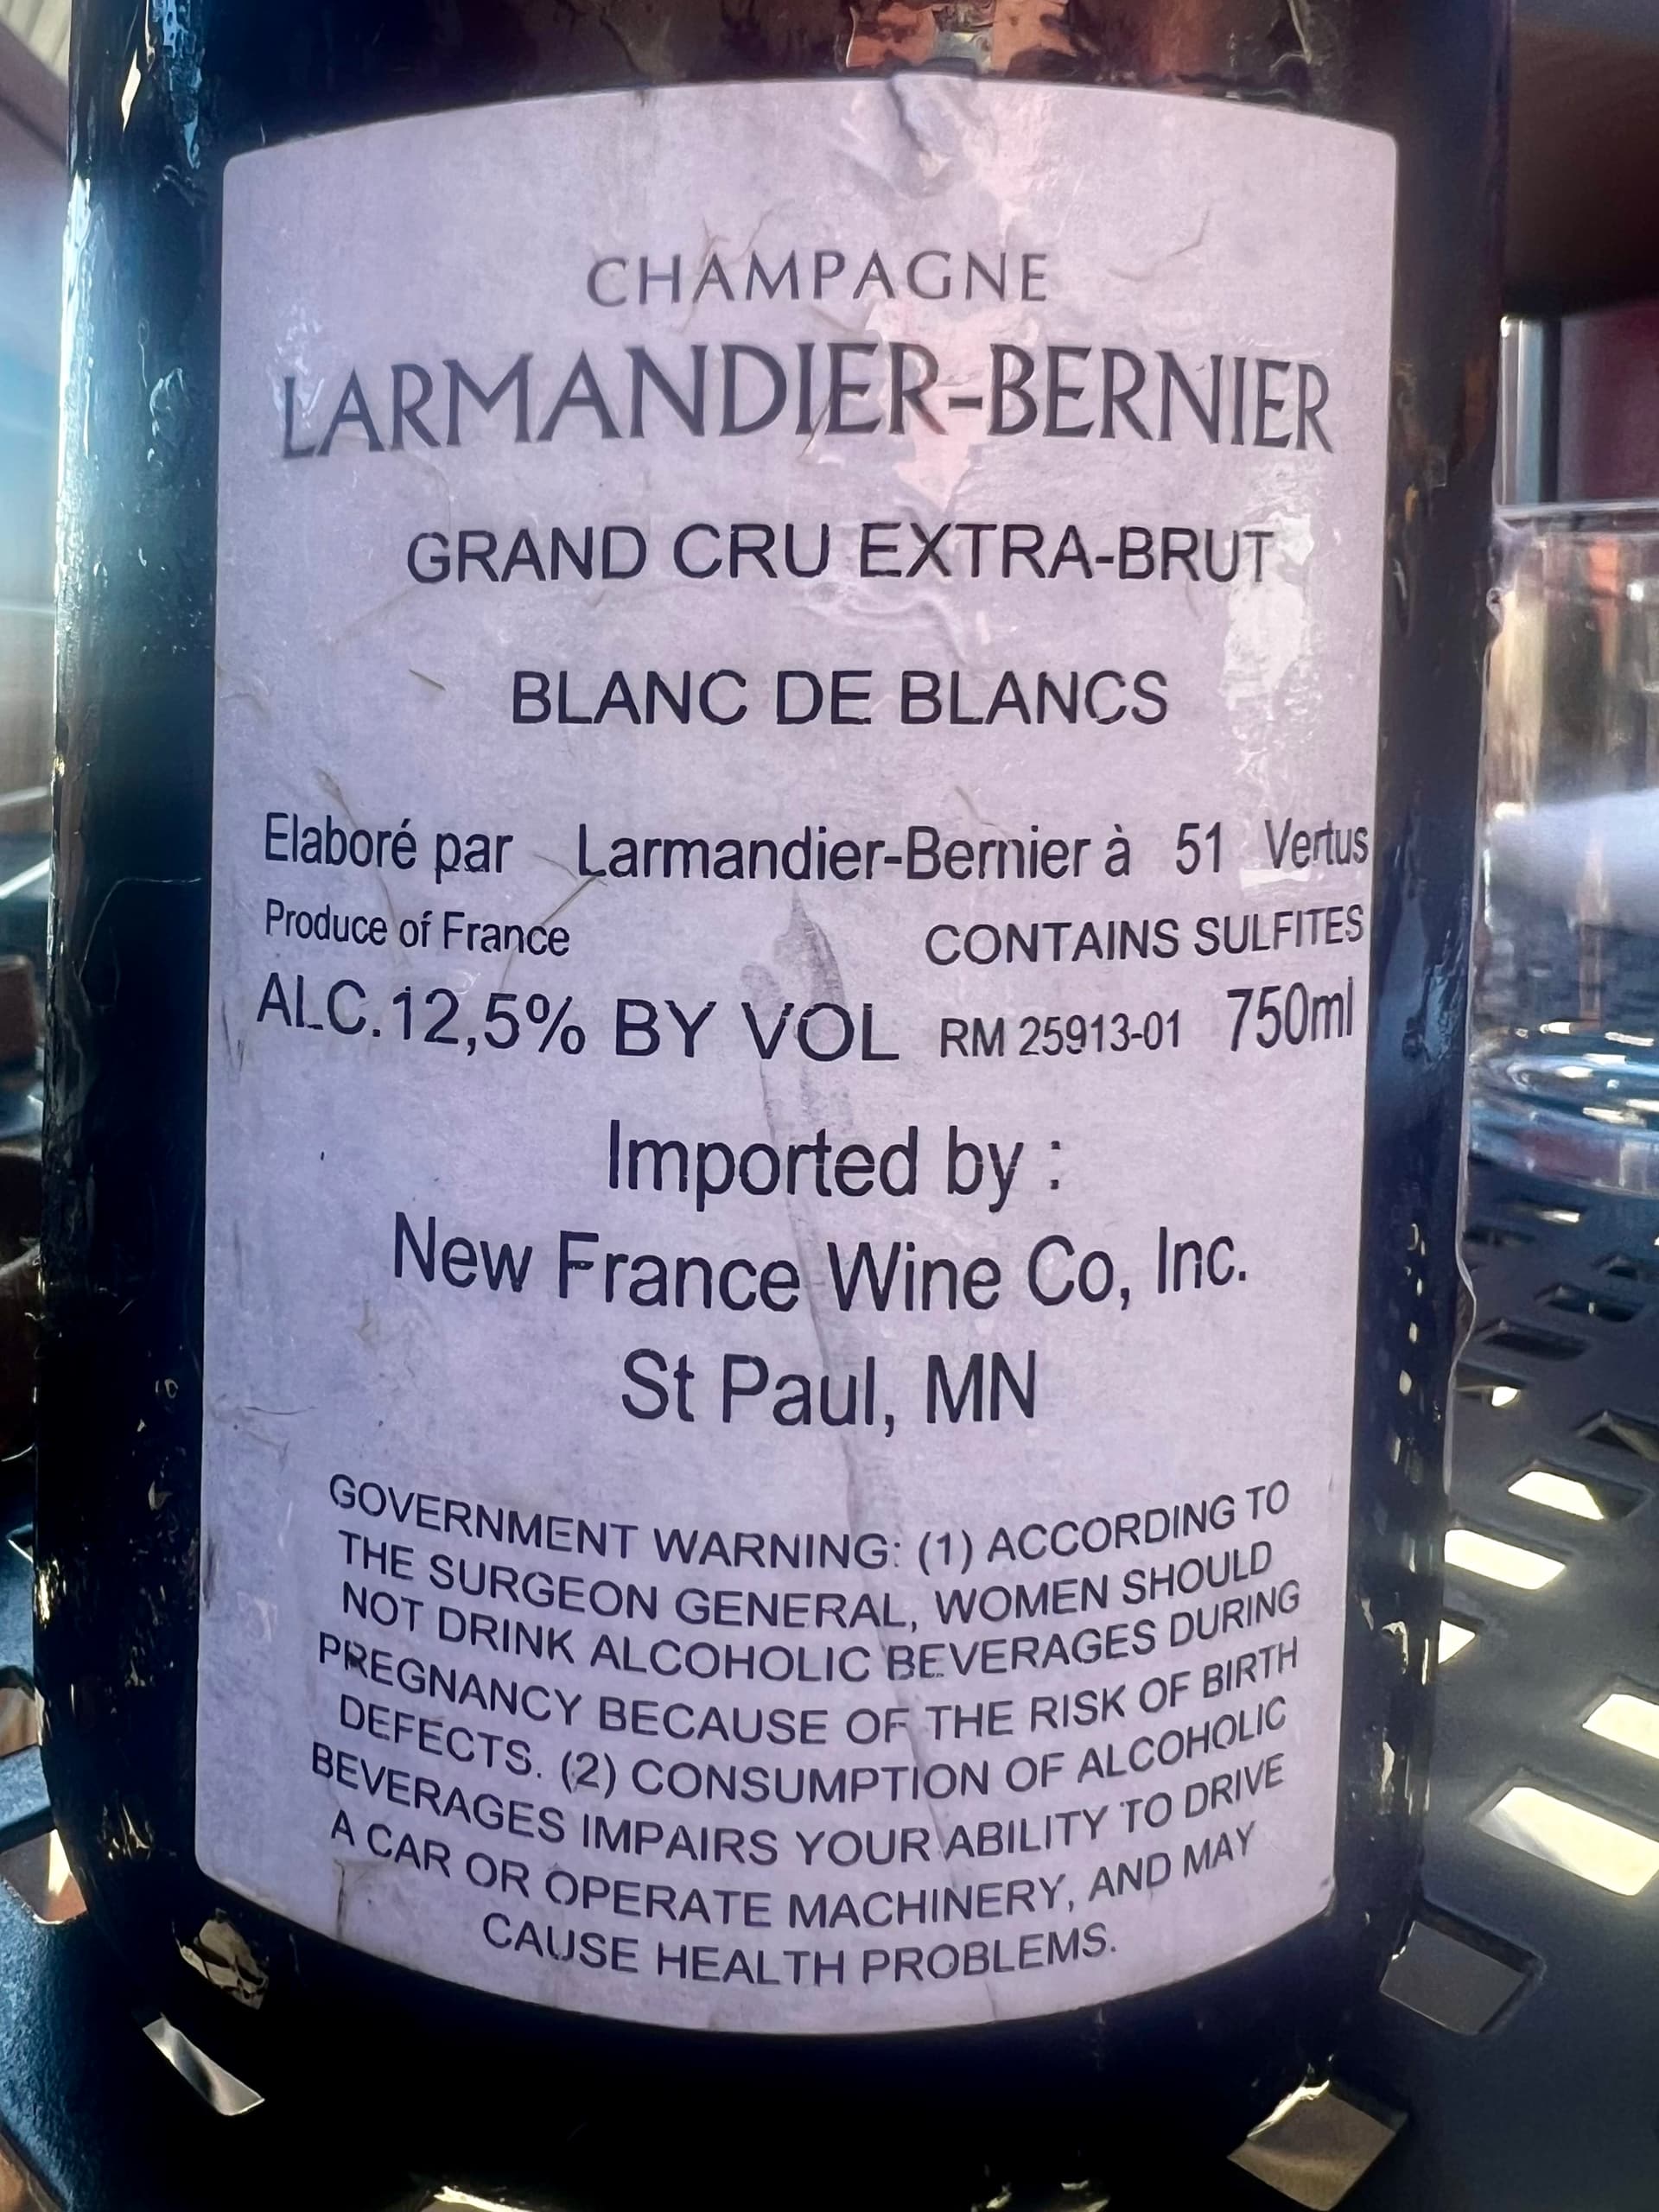 CHAMPAGNE
LARMANDIER-BERNIER
GRAND CRU EXTRA-BRUT
BLANC DE BLANCS
Elaboré par Larmandier-Bernier à 51 Vertus
Produce of France CONTAINS SULFITES
ALC.12,5% BY VOL RM 25913-01 750ml
Imported by :
New France Wine Co, Inc.
St Paul, MN
GOVERNMENT WARNING: (1) ACCORDING TO
THE SURGEON GENERAL, WOMEN SHOULD
NOT DRINK ALCOHOLIC BEVERAGES DURING
PREGNANCY BECAUSE OF THE RISK OF BIRTH
DEFECTS. (2) CONSUMPTION OF ALCOHOLIC
BEVERAGES IMPAIRS YOUR ABILITY TO DRIVE
A CAR OR OPERATE MACHINERY, AND MAY
CAUSE HEALTH PROBLEMS.